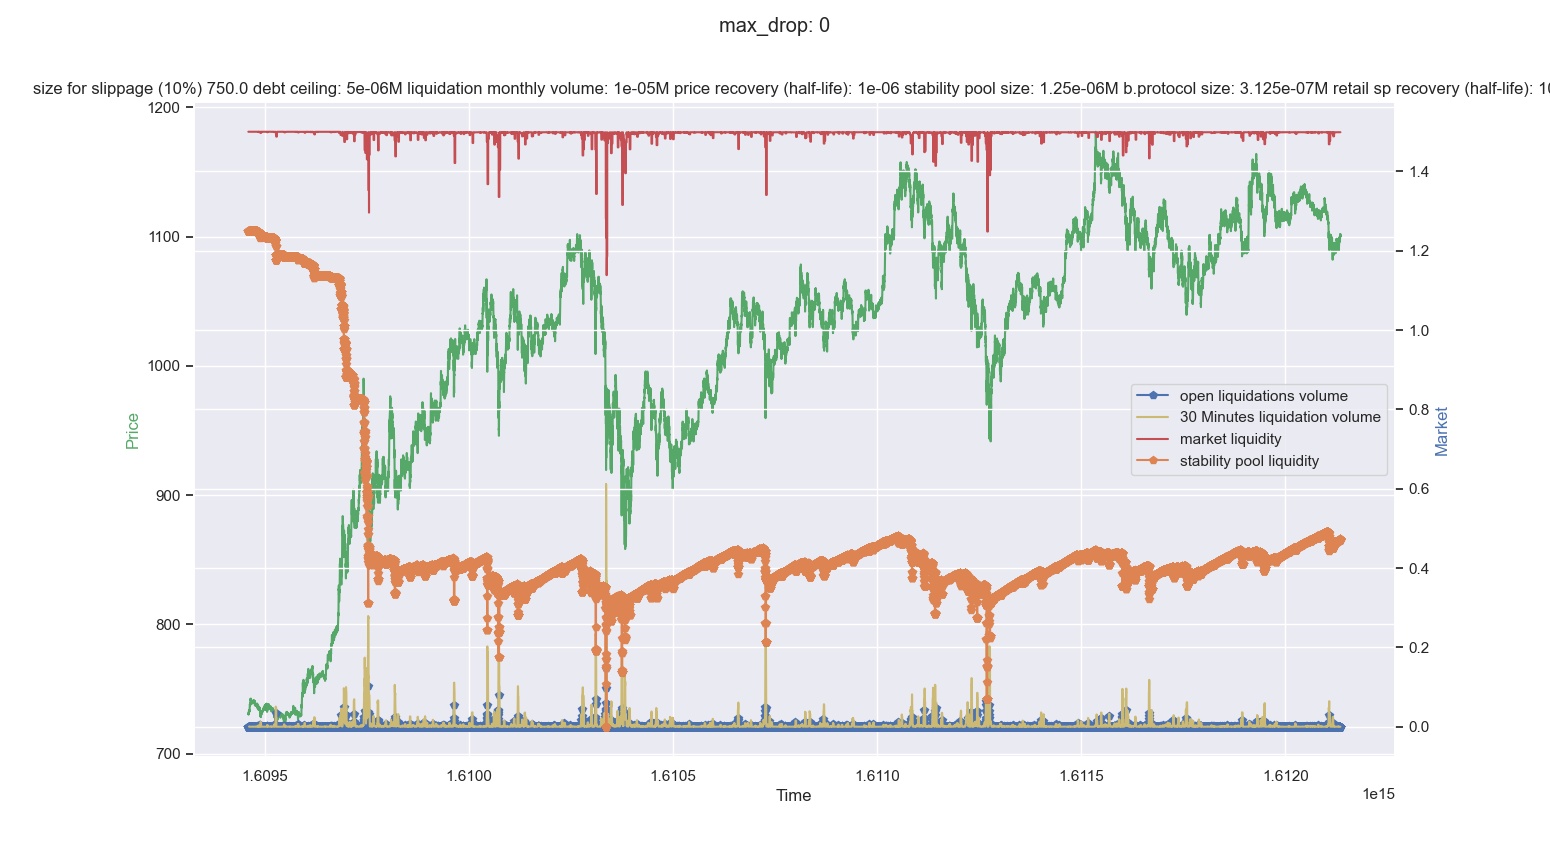 max_drop: 0
size for slippage (10%) 750.0 debt ceiling: 5e-06M liquidation monthly volume: 1e-05M price recovery (half-life): 1e-06 stability pool size: 1.25e-06M b.protocol size: 3.125e-07M retail sp recovery (half-life):
1200
1100
1000
900
800
700
Price
1.4
1.2
1.0
0.8
0.6
0.4
0.2
0.0
Market
open liquidations volume
30 Minutes liquidation volume
market liquidity
stability pool liquidity
1.6095 1.6100 1.6105 1.6110 1.6115 1.6120
Time
1e15